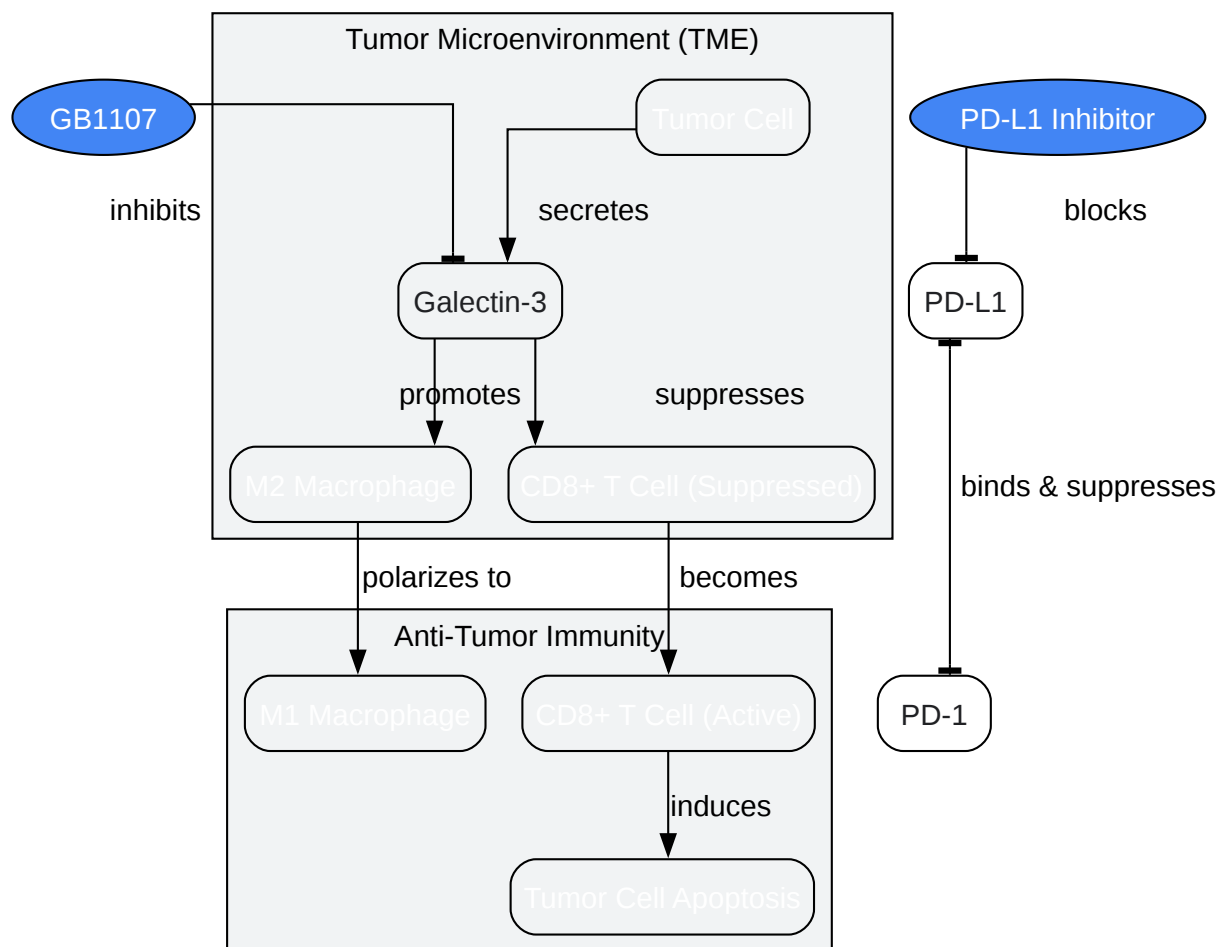 Tumor Microenvironment (TME)
GB1107
Tumor Cell
PD-L1 Inhibitor
inhibits
secretes
blocks
Galectin-3
PD-L1
promotes
suppresses
M2 Macrophage
CD8+ T Cell (Suppressed)
binds & suppresses
polarizes to
becomes
Anti-Tumor Immunity
M1 Macrophage
CD8+ T Cell (Active)
PD-1
induces
Tumor Cell Apoptosis